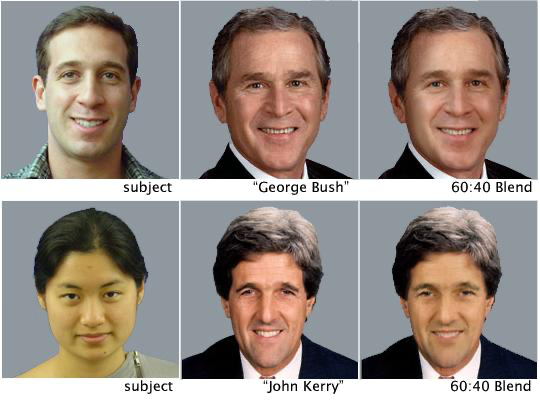 subject
“George Bush”
60:40 Blend
subject
“John Kerry”
60:40 Blend